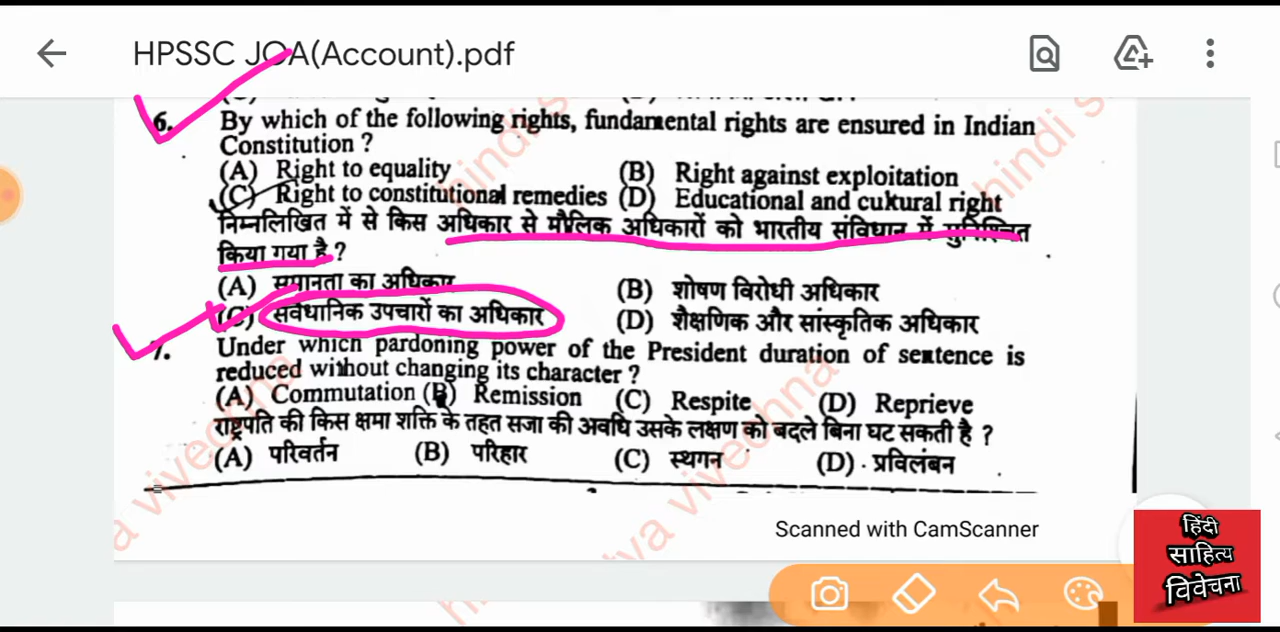 HPSSC JOA(Account).pdf
6. By which of the following rights, fundamental rights are ensured in Indian
Constitution ?
(A) Right to equality (B) Right against exploitation
(C) Right to constitutional remedies (D) Educational and cultural right
निम्नलिखित में से किस अधिकार से मौलिक अधिकारों को भारतीय संविधान में सुनिश्चित
किया गया है ?
(A) समानता का अधिकार (B) शोषण विरोधी अधिकार
(C) संवैधानिक उपचारों का अधिकार (D) शैक्षणिक और सांस्कृतिक अधिकार
7. Under which pardoning power of the President duration of sentence is
reduced without changing its character ?
(A) Commutation (B) Remission (C) Respite (D) Reprieve
राष्ट्रपति की किस क्षमा शक्ति के तहत सजा की अवधि उसके लक्षण को बदले बिना घट सकती है ?
(A) परिवर्तन (B) परिहार (C) स्थगन (D) प्रविलंबन
Scanned with CamScanner
हिंदी
साहित्य
विवेचना